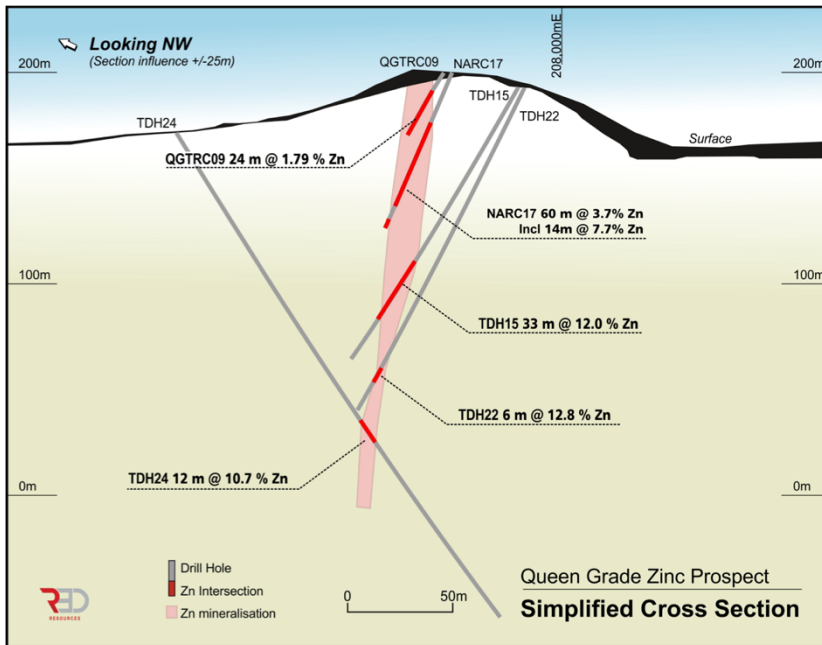 Looking NW
(Section influence +/-25m)
208,000mE
QGTRC09
NARC17
200m
200m
TDH15
TDH24
TDH22
Surface
QGTRC09 24 m @ 1.79 % Zn
NARC17 60 m @ 3.7% Zn
Incl 14m @ 7.7% Zn
100m
100m
TDH15 33 m @ 12.0 % Zn
TDH22 6 m @ 12.8 % Zn
TDH24 12 m @ 10.7 % Zn
0m
0m
Drill Hole
Zn Intersection
Zn mineralisation
0
50m
RED
RESOURCES
Queen Grade Zinc Prospect
Simplified Cross Section